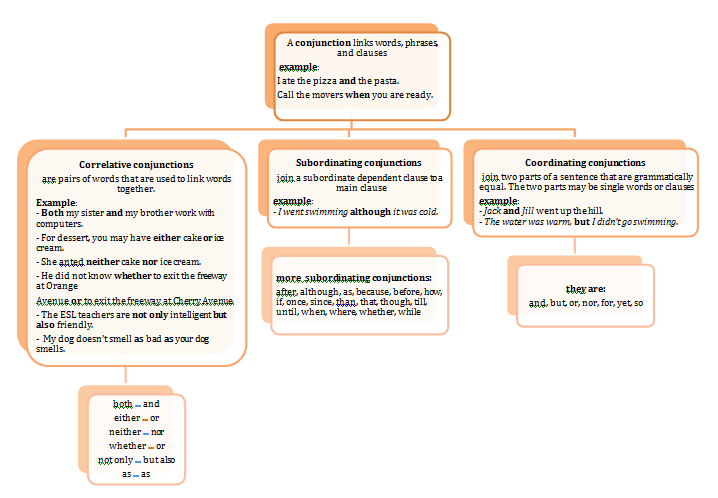 A conjunction links words, phrases,
and clauses
example:
I ate the pizza and the pasta.
Call the movers when you are ready.
Correlative conjunctions
are pairs of words that are used to link words
together.
Example:
- Both my sister and my brother work with
computers.
- For dessert, you may have either cake or ice
cream.
- She anted neither cake nor ice cream.
- He did not know whether to exit the freeway
at Orange
Avenue or to exit the freeway at Cherry Avenue.
- The ESL teachers are not only intelligent but
also friendly.
- My dog doesn't smell as bad as your dog
smells.
both ... and
either ... or
neither ... nor
whether ... or
not only ... but also
as ... as
Subordinating conjunctions
join a subordinate dependent clause to a
main clause
example:
- I went swimming although it was cold.
more subordinating conjunctions:
after, although, as, because, before, how,
if, once, since, than, that, though, till,
until, when, where, whether, while
Coordinating conjunctions
join two parts of a sentence that are grammatically
equal. The two parts may be single words or clauses
example:
- Jack and Jill went up the hill.
- The water was warm, but I didn't go swimming.
they are:
and, but, or, nor, for, yet, so